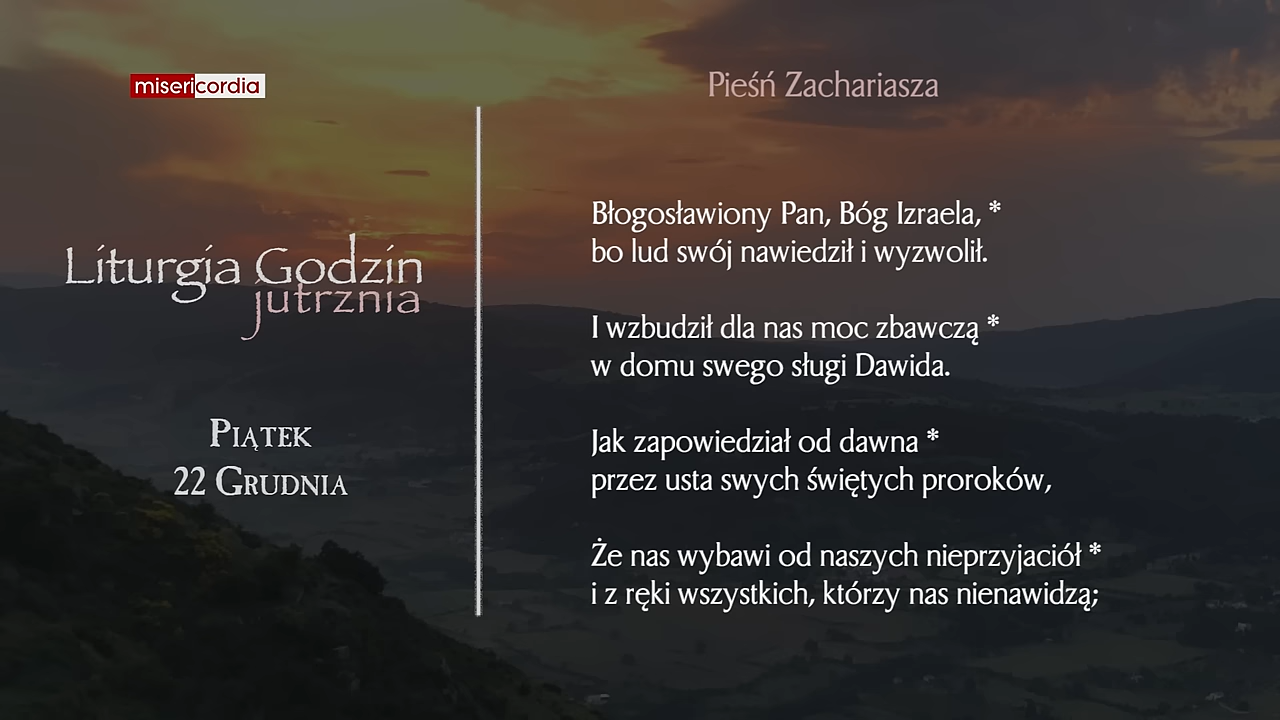 misericordia
Liturgia Godzin
jutrznia
Piątek
22 Grudnia
Pieśń Zachariasza
Błogosławiony Pan, Bóg Izraela, *
bo lud swój nawiedził i wyzwolił.
I wzbudził dla nas moc zbawczą *
w domu swego sługi Dawida.
Jak zapowiedział od dawna *
przez usta swych świętych proroków,
Że nas wybawi od naszych nieprzyjaciół *
i z ręki wszystkich, którzy nas nienawidzą;